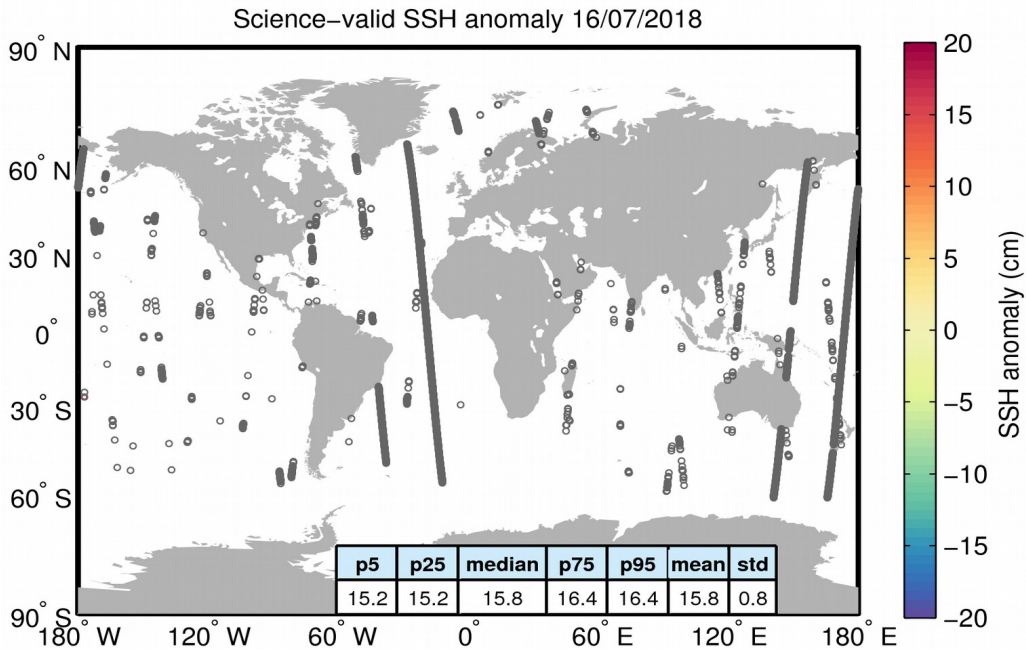 Science−valid SSH anomaly 16/07/2018
90° N
60° N
30° N
0°
30° S
60° S
90° S
180° W
120° W
60° W
0°
60° E
120° E
180° E
p5 p25 median p75 p95 mean std
15.2 15.2 15.8 16.4 16.4 15.8 0.8
20
15
10
5
0
−5
−10
−15
−20
SSH anomaly (cm)